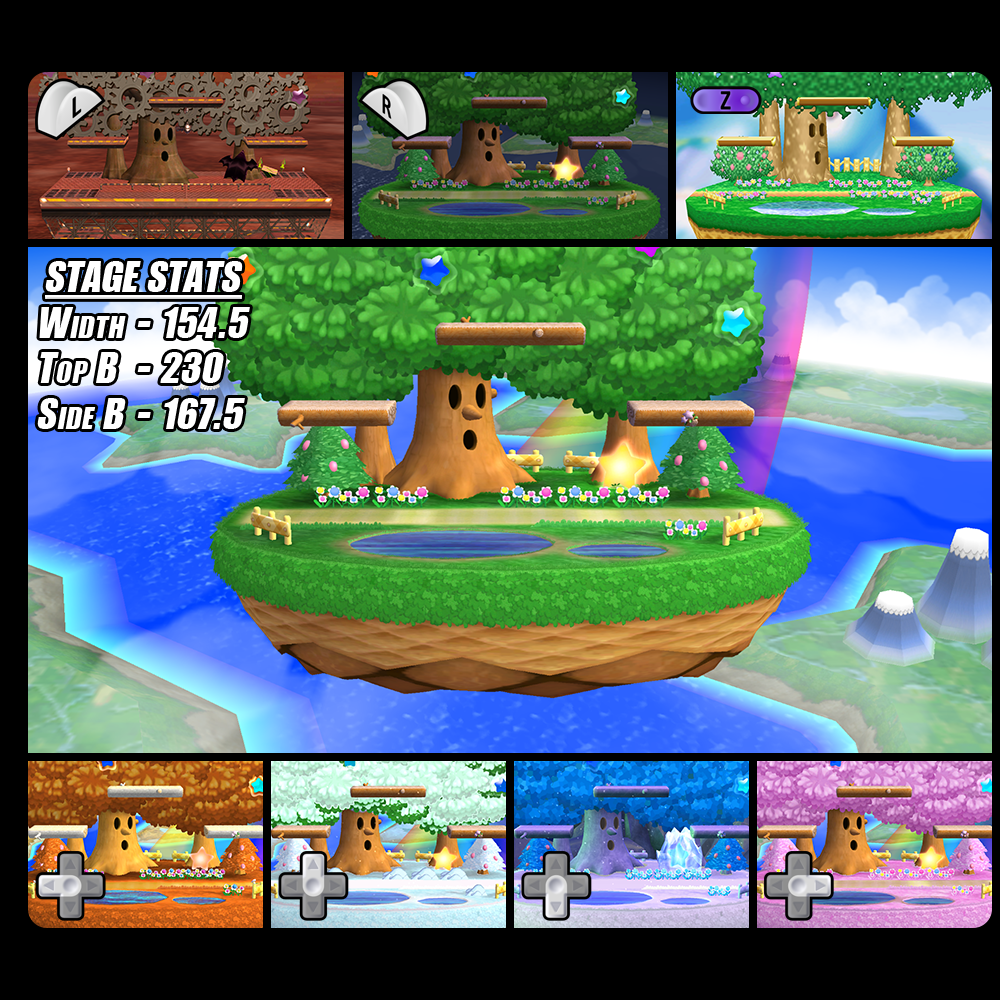 L
R
Z
STAGE STATS
WIDTH - 154.5
TOP B - 230
SIDE B - 167.5